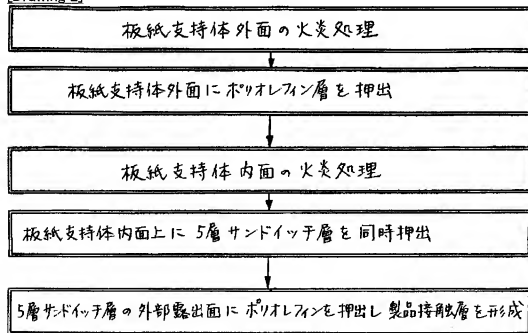 板紙支持体外面の火炎処理
板紙支持体外面にポリオレフィン層を押出
板紙支持体内面の火炎処理
板紙支持体内面上に5層サンドイッチ層を同時押出
5層サンドイッチ層の外部露出面にポリオレフィンを押出し製品接触層を形成